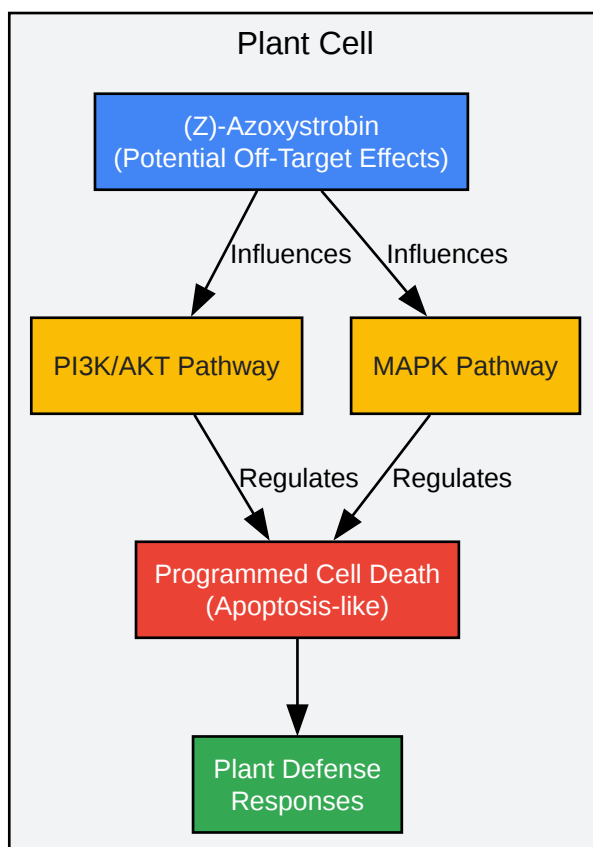 Plant Cell
(Z)-Azoxystrobin
(Potential Off-Target Effects)
Influences
Influences
PI3K/AKT Pathway
MAPK Pathway
Regulates
Regulates
Programmed Cell Death
(Apoptosis-like)
Plant Defense
Responses